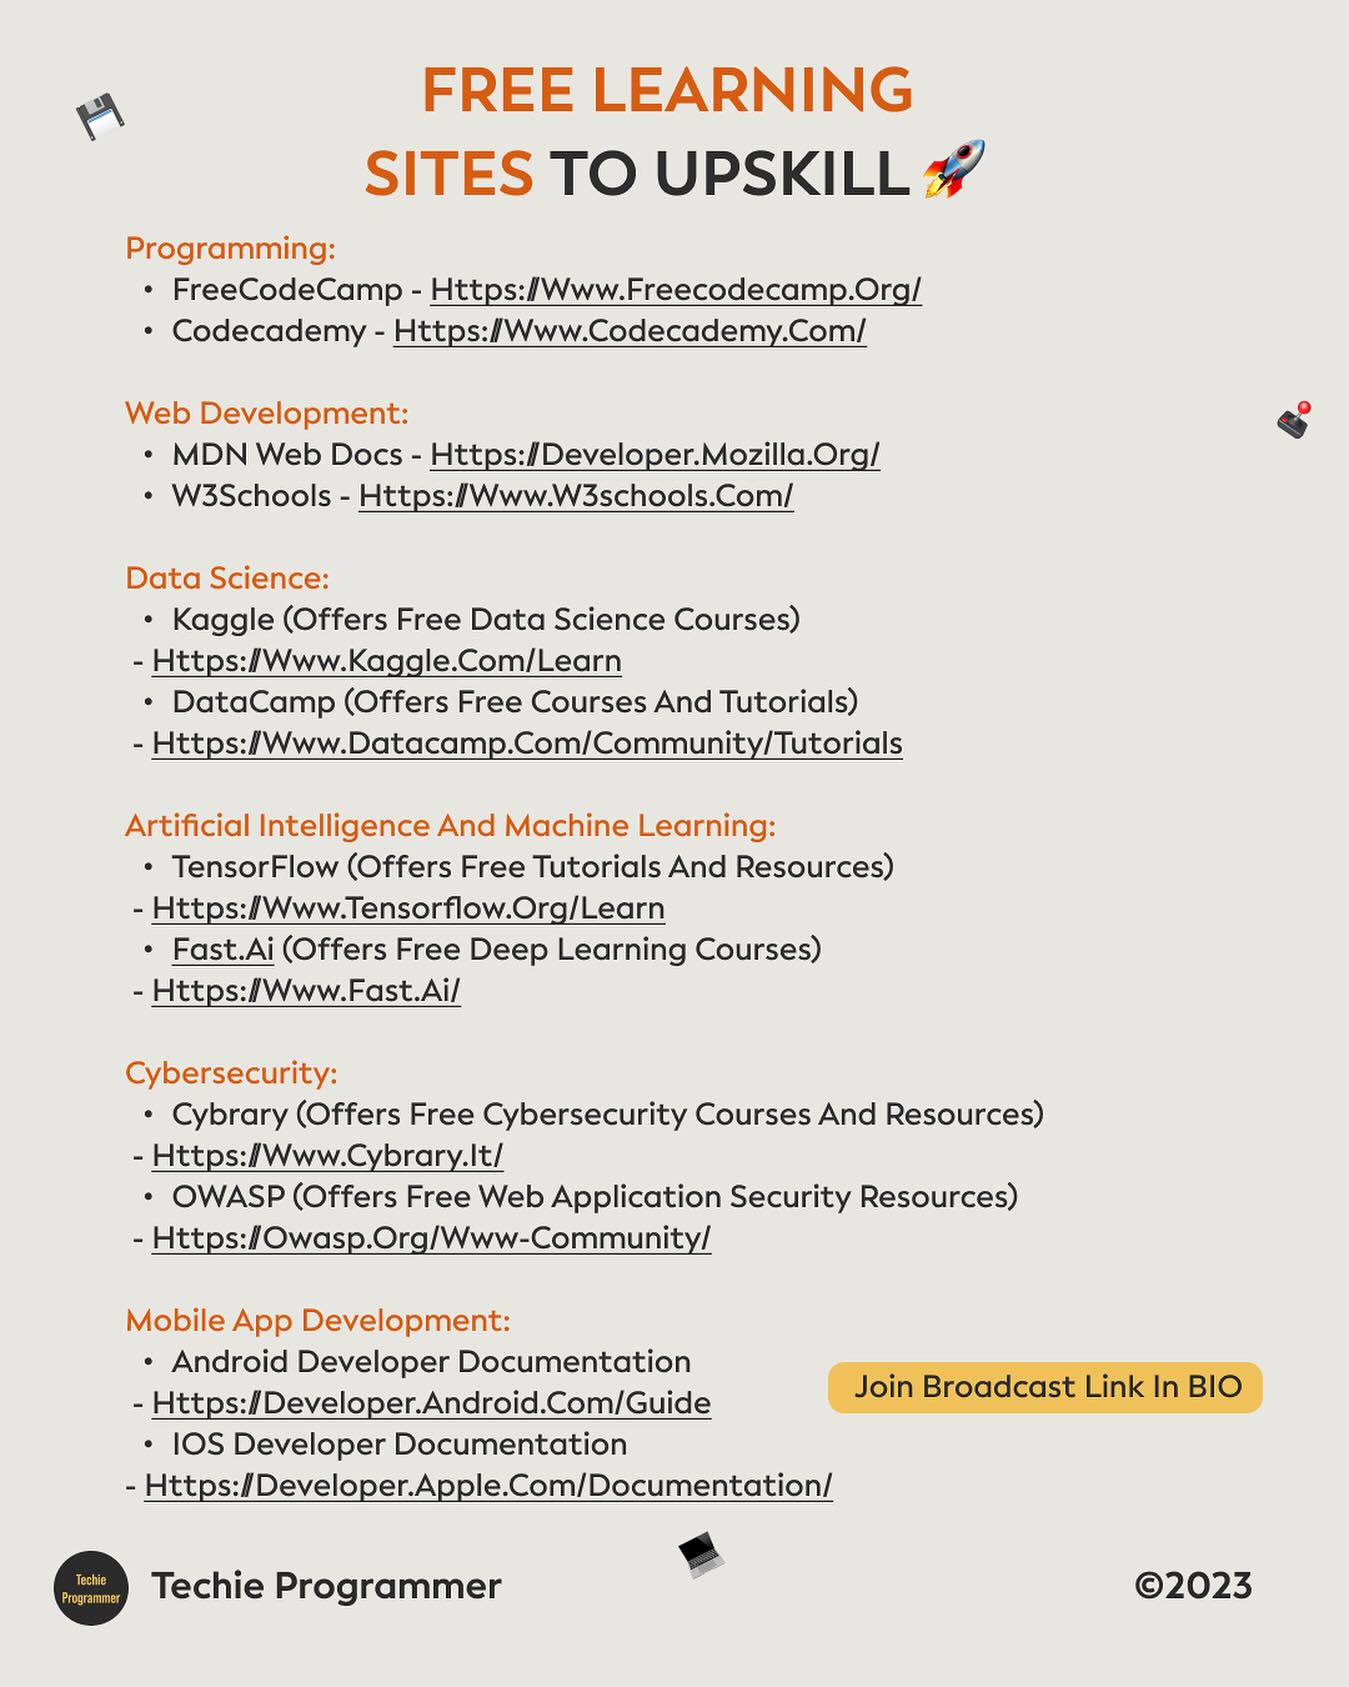 FREE LEARNING
SITES TO UPSKILL
Programming:
• FreeCodeCamp - Https://Www.Freecodecamp.Org/
• Codecademy - Https://Www.Codecademy.Com/
Web Development:
• MDN Web Docs - Https://Developer.Mozilla.Org/
• W3Schools - Https://Www.W3schools.Com/
Data Science:
• Kaggle (Offers Free Data Science Courses)
- Https://Www.Kaggle.Com/Learn
• DataCamp (Offers Free Courses And Tutorials)
- Https://Www.Datacamp.Com/Community/Tutorials
Artificial Intelligence And Machine Learning:
• TensorFlow (Offers Free Tutorials And Resources)
- Https://Www.Tensorflow.Org/Learn
• Fast.Ai (Offers Free Deep Learning Courses)
- Https://Www.Fast.Ai/
Cybersecurity:
• Cybrary (Offers Free Cybersecurity Courses And Resources)
- Https://Www.Cybrary.It/
• OWASP (Offers Free Web Application Security Resources)
- Https://Owasp.Org/Www-Community/
Mobile App Development:
• Android Developer Documentation
- Https://Developer.Android.Com/Guide
• IOS Developer Documentation
- Https://Developer.Apple.Com/Documentation/
Join Broadcast Link In BIO
Techie
Programmer
Techie Programmer
©2023